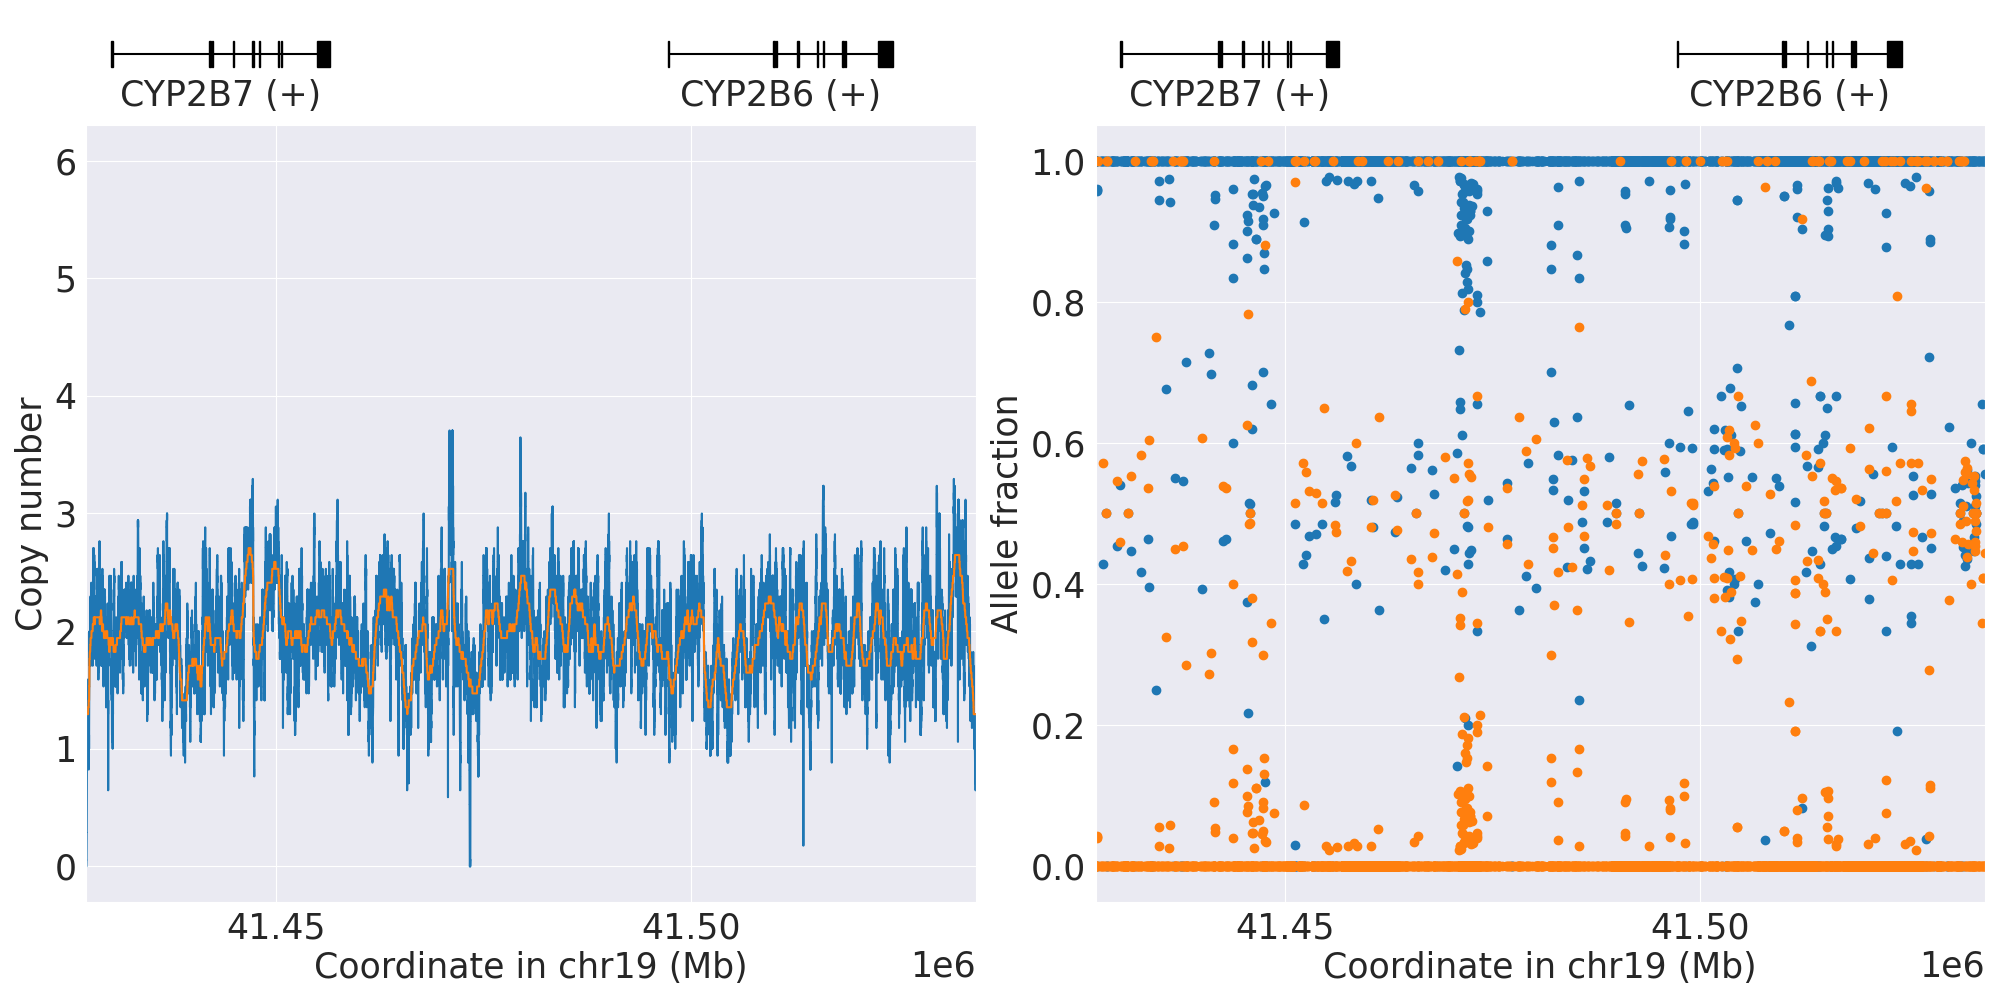 CYP2B7 (+)
CYP2B6 (+)
6
5
4
3
2
1
0
Copy number
41.45
41.50
Coordinate in chr19 (Mb)
1e6
CYP2B7 (+)
CYP2B6 (+)
1.0
0.8
0.6
0.4
0.2
0.0
Allele fraction
41.45
41.50
Coordinate in chr19 (Mb)
1e6